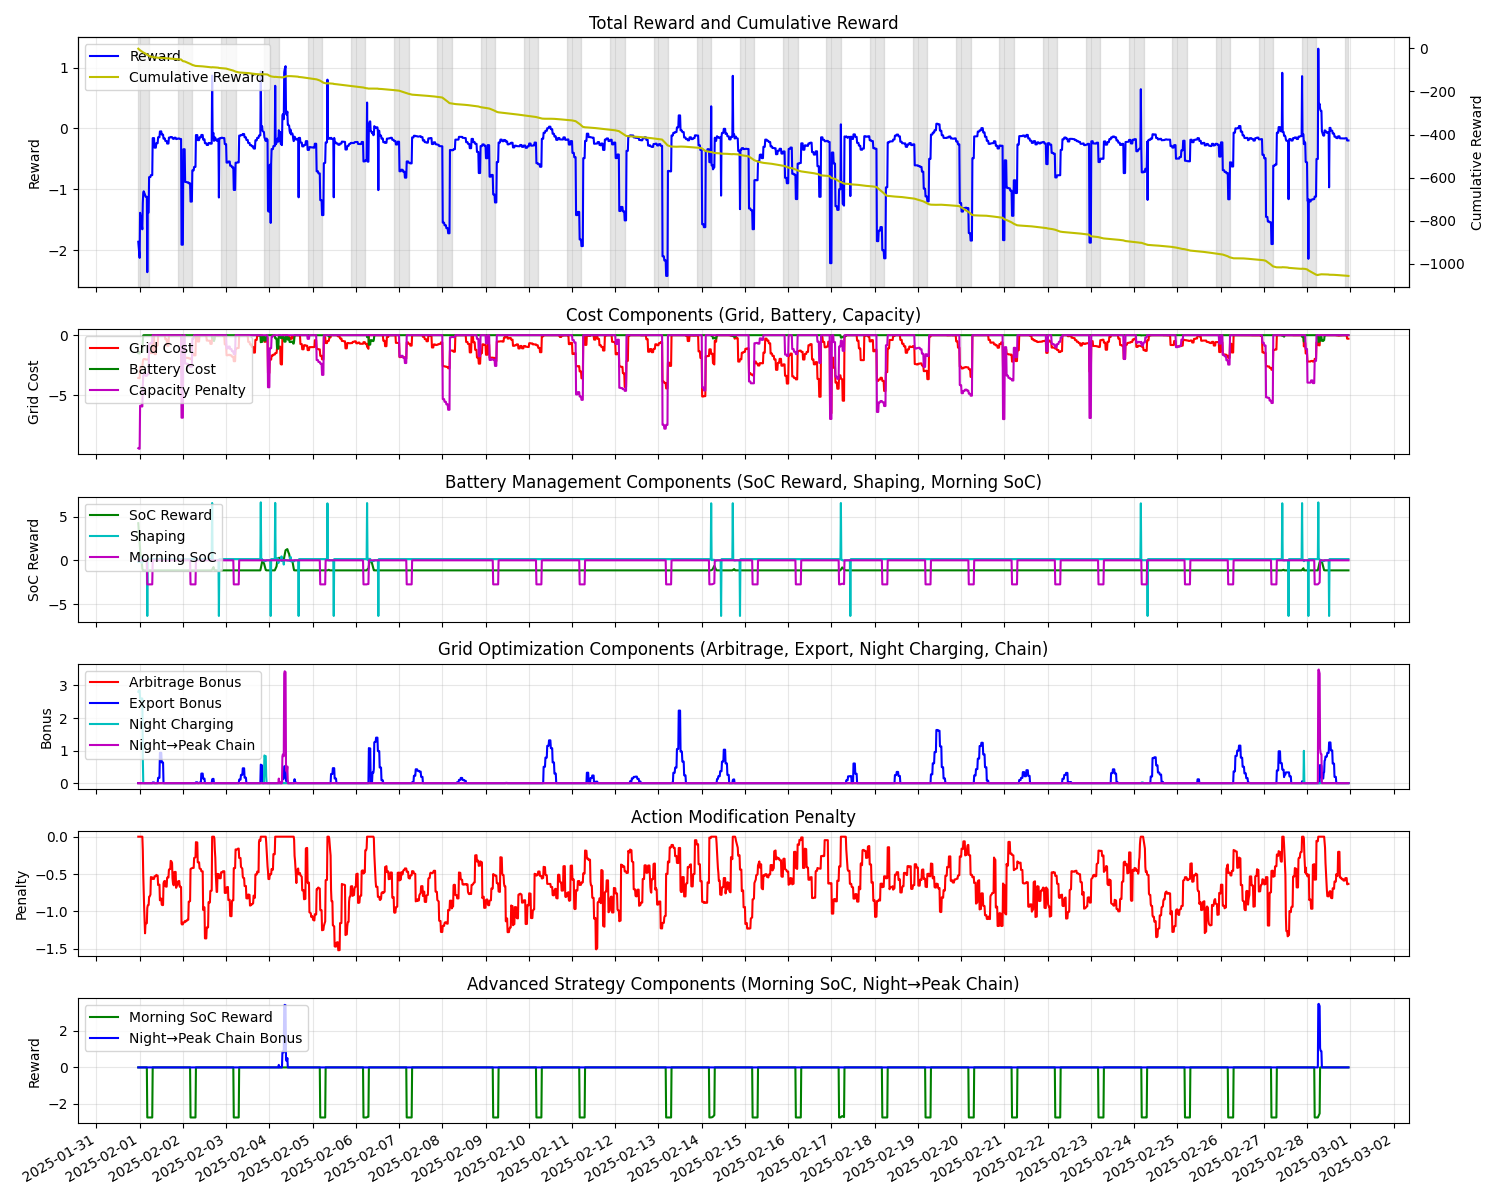 Total Reward and Cumulative Reward
Reward
Cumulative Reward
1
0
−1
−2
Reward
0
−200
−400
−600
−800
−1000
Cumulative Reward
Cost Components (Grid, Battery, Capacity)
Grid Cost
Battery Cost
Capacity Penalty
0
−5
Grid Cost
Battery Management Components (SoC Reward, Shaping, Morning SoC)
SoC Reward
Shaping
Morning SoC
5
0
−5
SoC Reward
Grid Optimization Components (Arbitrage, Export, Night Charging, Chain)
Arbitrage Bonus
Export Bonus
Night Charging
Night→Peak Chain
3
2
1
0
Bonus
Action Modification Penalty
0.0
−0.5
−1.0
−1.5
Penalty
Advanced Strategy Components (Morning SoC, Night→Peak Chain)
Morning SoC Reward
Night→Peak Chain Bonus
2
0
−2
Reward
2025-01-31
2025-02-01
2025-02-02
2025-02-03
2025-02-04
2025-02-05
2025-02-06
2025-02-07
2025-02-08
2025-02-09
2025-02-10
2025-02-11
2025-02-12
2025-02-13
2025-02-14
2025-02-15
2025-02-16
2025-02-17
2025-02-18
2025-02-19
2025-02-20
2025-02-21
2025-02-22
2025-02-23
2025-02-24
2025-02-25
2025-02-26
2025-02-27
2025-02-28
2025-03-01
2025-03-02